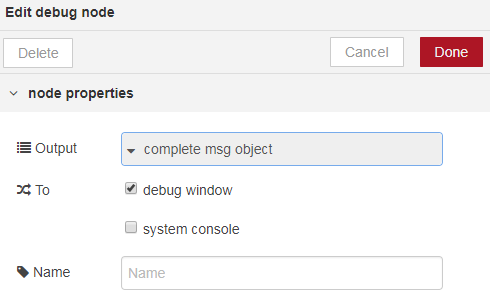 Edit debug node
Delete Cancel Done
node properties
Output complete msg object
To debug window
system console
Name Name